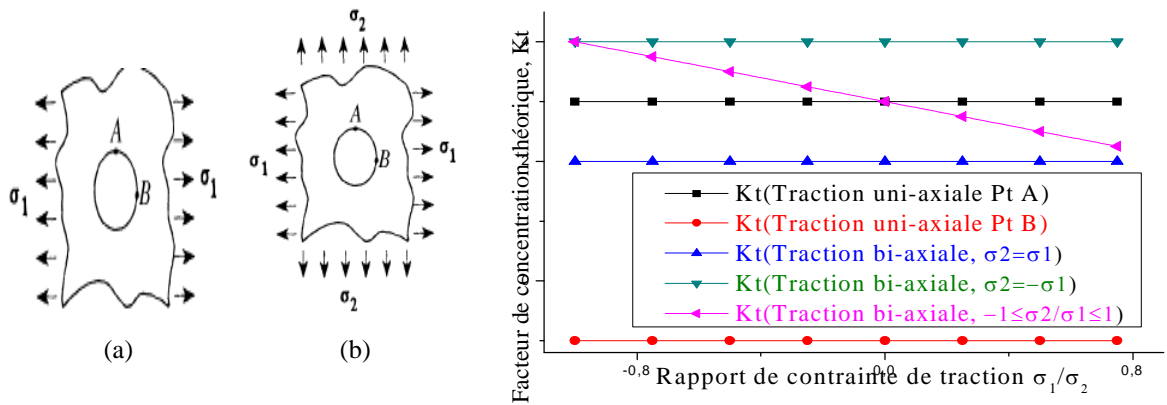 σ1
A
B
σ1
(a)
σ2
σ1
A
B
σ1
σ2
(b)
Facteur de concentration théorique, Kt
Kt(Traction uni-axiale Pt A)
Kt(Traction uni-axiale Pt B)
Kt(Traction bi-axiale, σ2=σ1)
Kt(Traction bi-axiale, σ2=−σ1)
Kt(Traction bi-axiale, −1≤σ2/σ1≤1)
-0,8
0,0
0,8
Rapport de contrainte de traction σ1/σ2